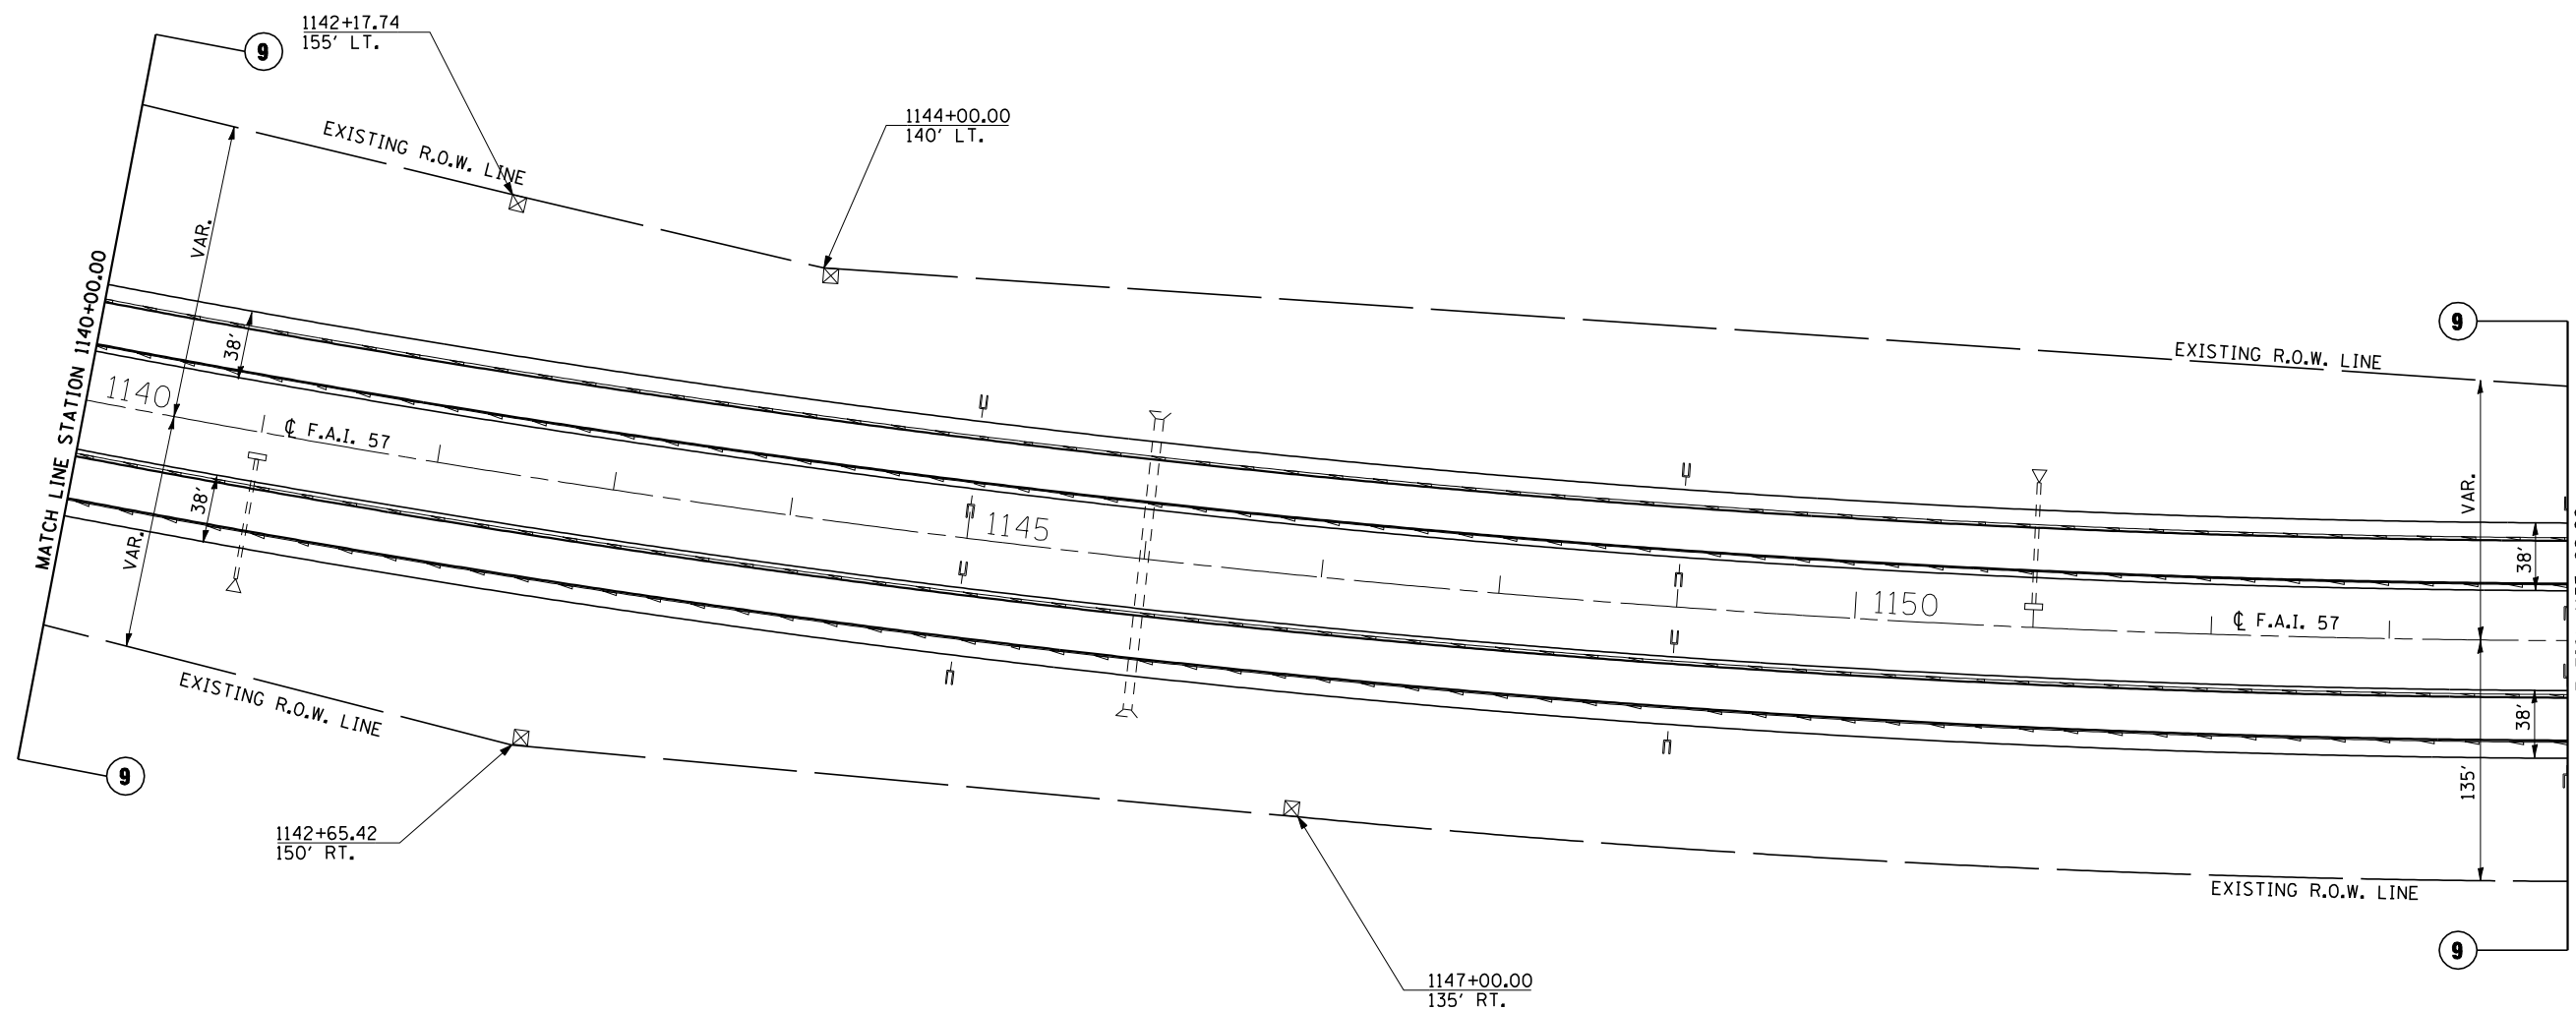 1142+17.74
155' LT.
9
1144+00.00
140' LT.
EXISTING R.O.W. LINE
VAR.
MATCH LINE STATION 1140+00.00
38'
1140
℄ F.A.I. 57
38'
VAR.
EXISTING R.O.W. LINE
9
1142+65.42
150' RT.
1145
1147+00.00
135' RT.
1150
9
EXISTING R.O.W. LINE
VAR.
38'
℄ F.A.I. 57
38'
135'
EXISTING R.O.W. LINE
9